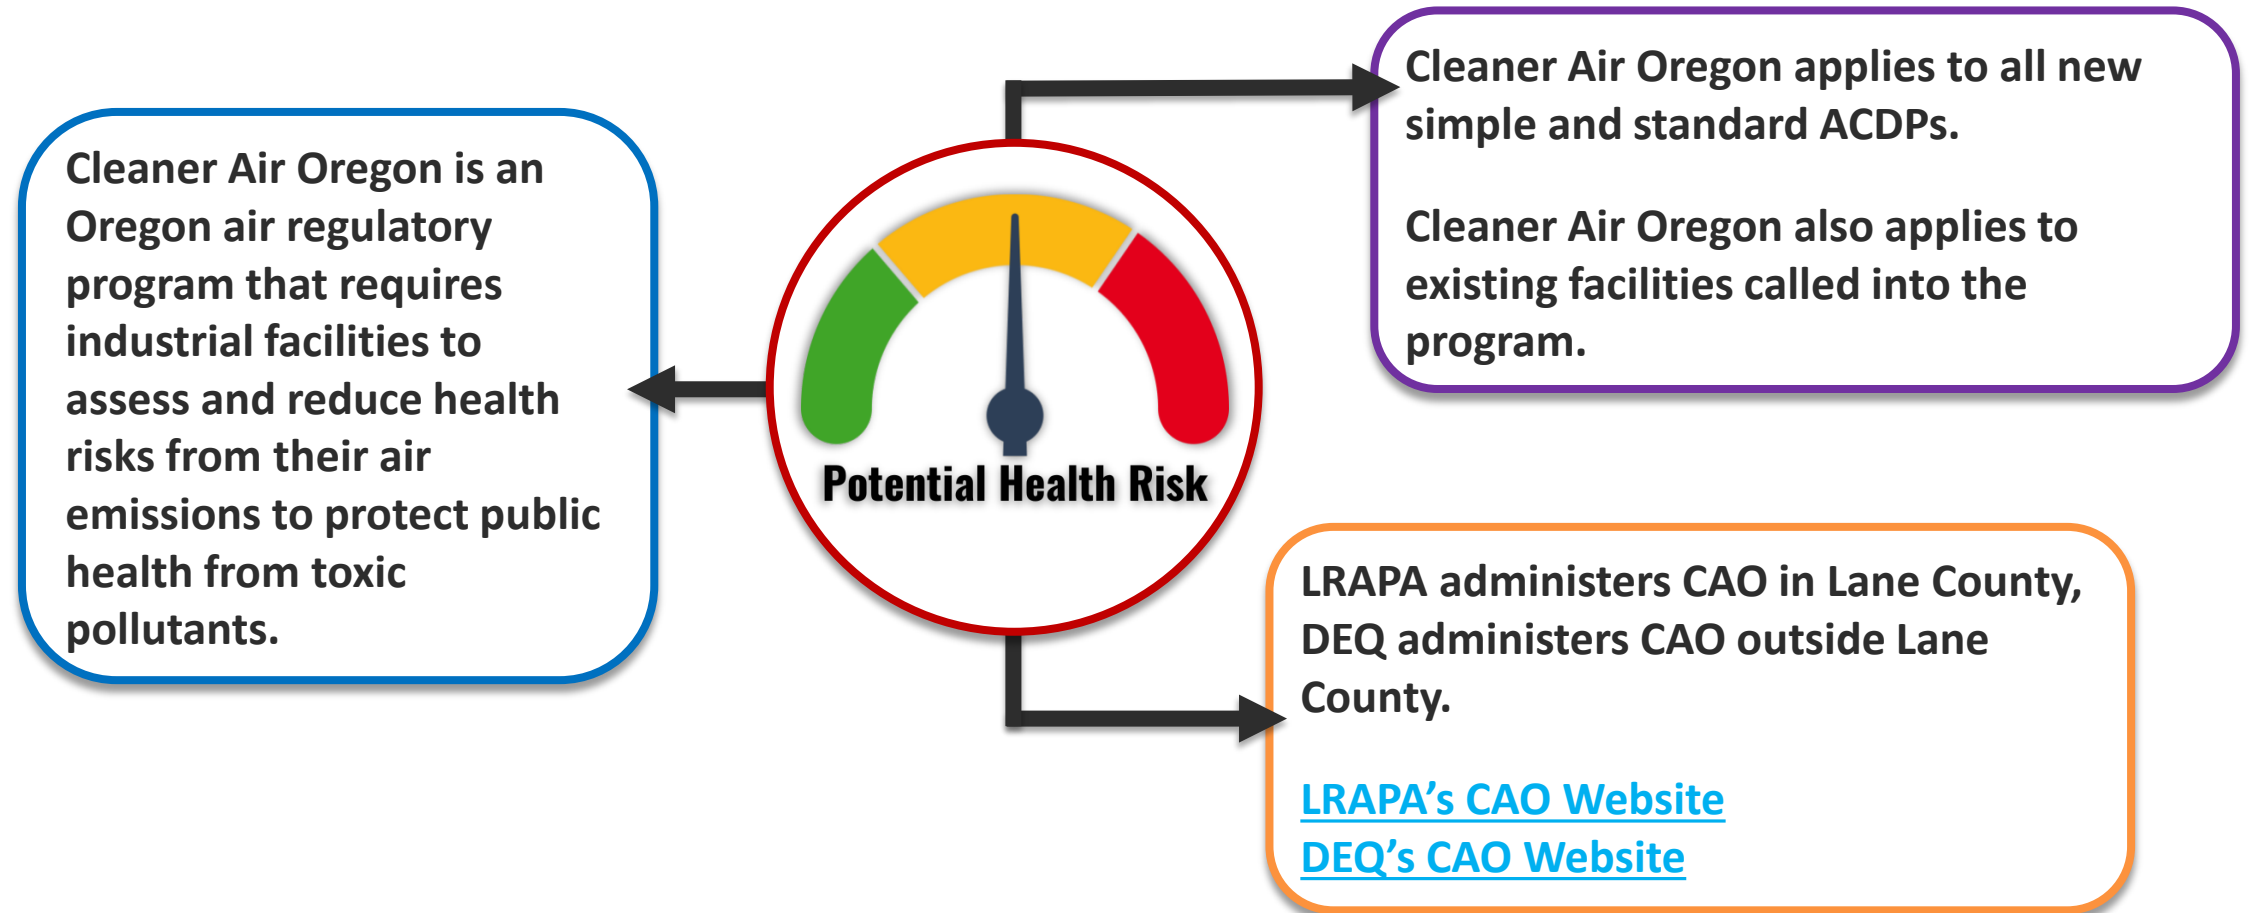 Cleaner Air Oregon is an
Oregon air regulatory
program that requires
industrial facilities to
assess and reduce health
risks from their air
emissions to protect public
health from toxic
pollutants.
Potential Health Risk
Cleaner Air Oregon applies to all new
simple and standard ACDPs.
Cleaner Air Oregon also applies to
existing facilities called into the
program.
LRAPA administers CAO in Lane County,
DEQ administers CAO outside Lane
County.
LRAPA’s CAO Website
DEQ’s CAO Website